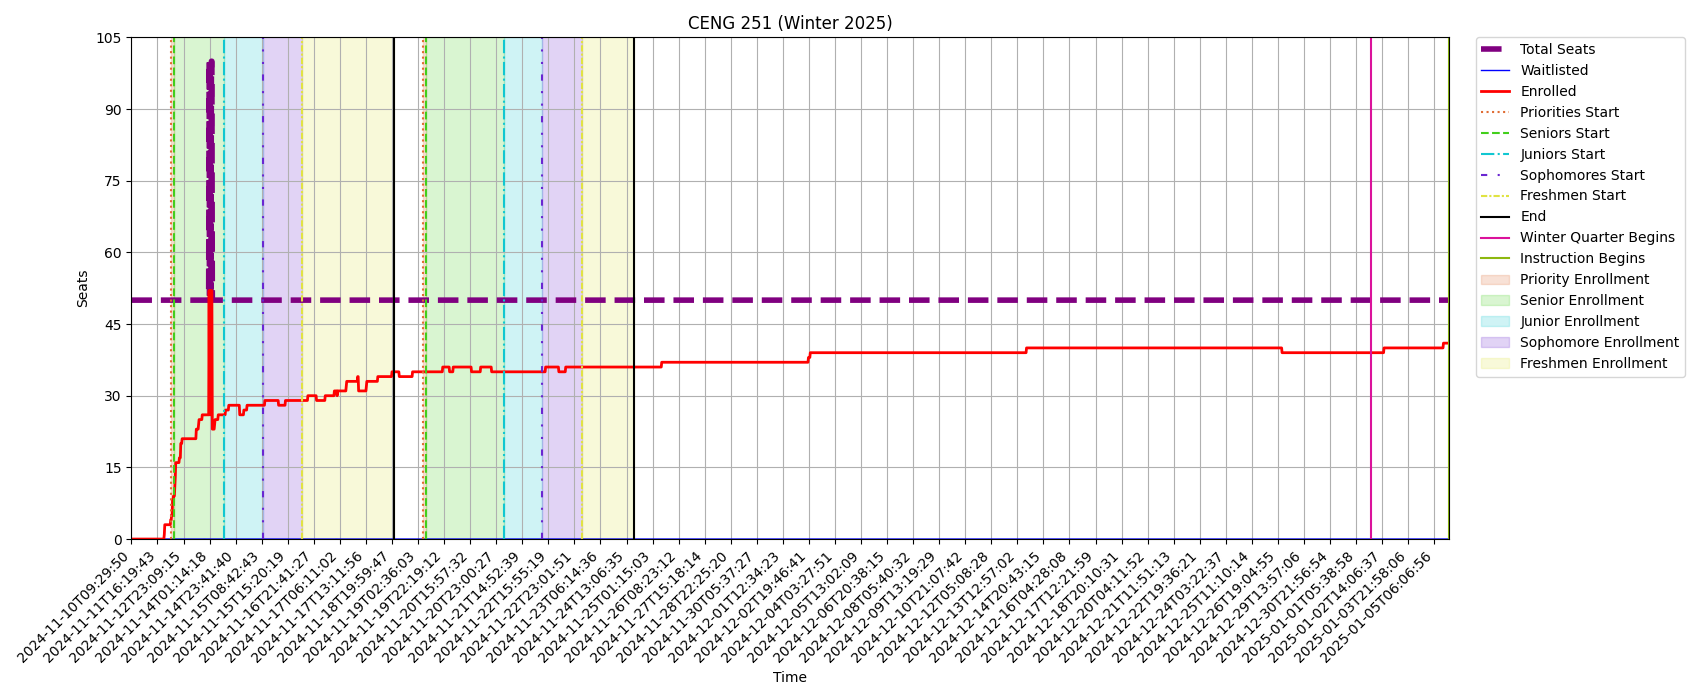 CENG 251 (Winter 2025)
105
90
75
60
45
30
15
0
Seats
2024-11-10T09:29:50
2024-11-11T16:19:43
2024-11-12T23:09:15
2024-11-14T01:14:18
2024-11-14T23:41:40
2024-11-15T08:42:43
2024-11-15T15:20:19
2024-11-16T21:41:27
2024-11-17T06:11:02
2024-11-17T13:11:56
2024-11-18T19:59:47
2024-11-19T02:36:03
2024-11-19T22:19:12
2024-11-20T15:57:32
2024-11-20T23:00:27
2024-11-21T14:52:39
2024-11-22T15:55:19
2024-11-22T23:01:51
2024-11-23T06:14:36
2024-11-24T13:06:35
2024-11-25T01:15:03
2024-11-26T08:23:12
2024-11-27T15:18:14
2024-11-28T22:25:20
2024-11-30T05:37:27
2024-12-01T12:34:23
2024-12-02T19:46:41
2024-12-04T03:27:51
2024-12-05T13:02:09
2024-12-06T20:38:15
2024-12-08T05:40:32
2024-12-09T13:19:29
2024-12-10T21:07:42
2024-12-12T05:08:28
2024-12-13T12:57:02
2024-12-14T20:43:15
2024-12-16T04:28:08
2024-12-17T12:21:59
2024-12-18T20:10:31
2024-12-20T04:11:52
2024-12-21T11:51:13
2024-12-22T19:36:21
2024-12-24T03:22:37
2024-12-25T11:10:14
2024-12-26T19:04:55
2024-12-29T13:57:06
2024-12-30T21:56:54
2025-01-01T05:38:58
2025-01-02T14:06:37
2025-01-03T21:58:06
2025-01-05T06:06:56
Time
Total Seats
Waitlisted
Enrolled
Priorities Start
Seniors Start
Juniors Start
Sophomores Start
Freshmen Start
End
Winter Quarter Begins
Instruction Begins
Priority Enrollment
Senior Enrollment
Junior Enrollment
Sophomore Enrollment
Freshmen Enrollment